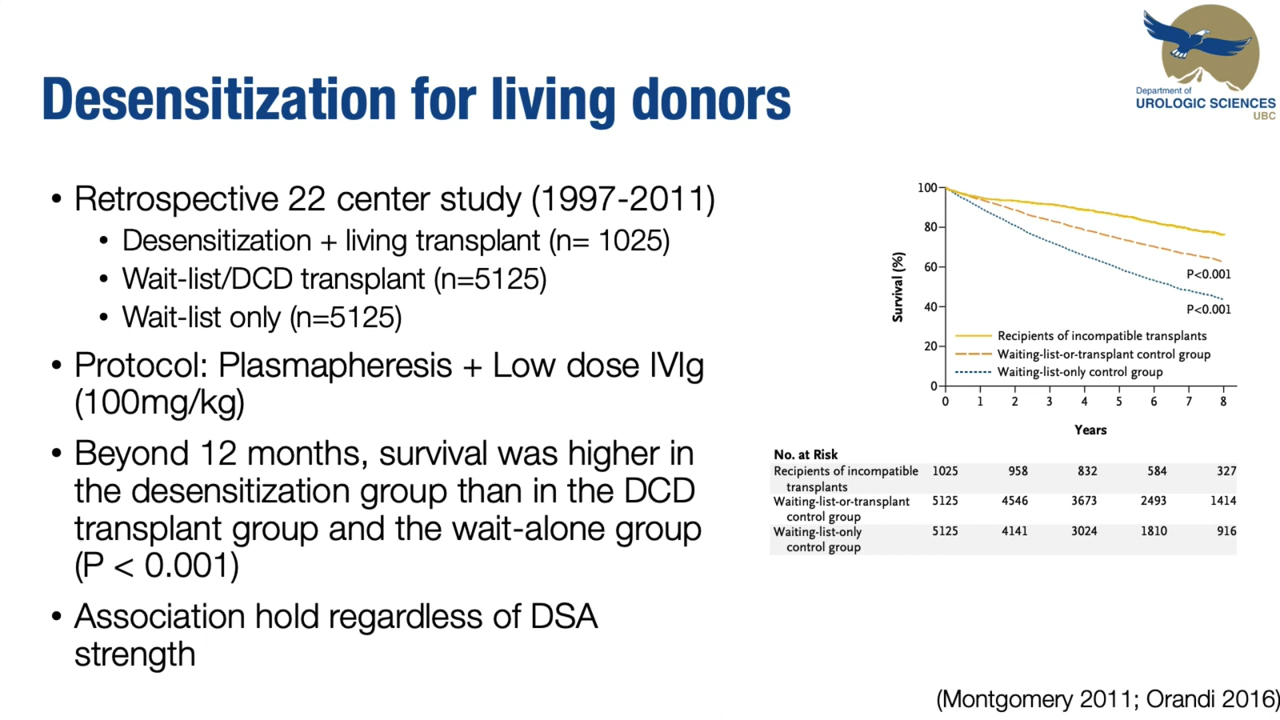 Desensitization for living donors
Department of
UROLOGIC SCIENCES
UBC
• Retrospective 22 center study (1997-2011)
• Desensitization + living transplant (n= 1025)
• Wait-list/DCD transplant (n=5125)
• Wait-list only (n=5125)
• Protocol: Plasmapheresis + Low dose IVIg
(100mg/kg)
• Beyond 12 months, survival was higher in
the desensitization group than in the DCD
transplant group and the wait-alone group
(P < 0.001)
• Association hold regardless of DSA
strength
Survival (%)
100
80
60
40
20
0
P<0.001
P<0.001
Recipients of incompatible transplants
Waiting-list-or-transplant control group
Waiting-list-only control group
0 1 2 3 4 5 6 7 8
Years
No. at Risk
Recipients of incompatible 1025 958 832 584 327
transplants
Waiting-list-or-transplant 5125 4546 3673 2493 1414
control group
Waiting-list-only 5125 4141 3024 1810 916
control group
(Montgomery 2011; Orandi 2016)